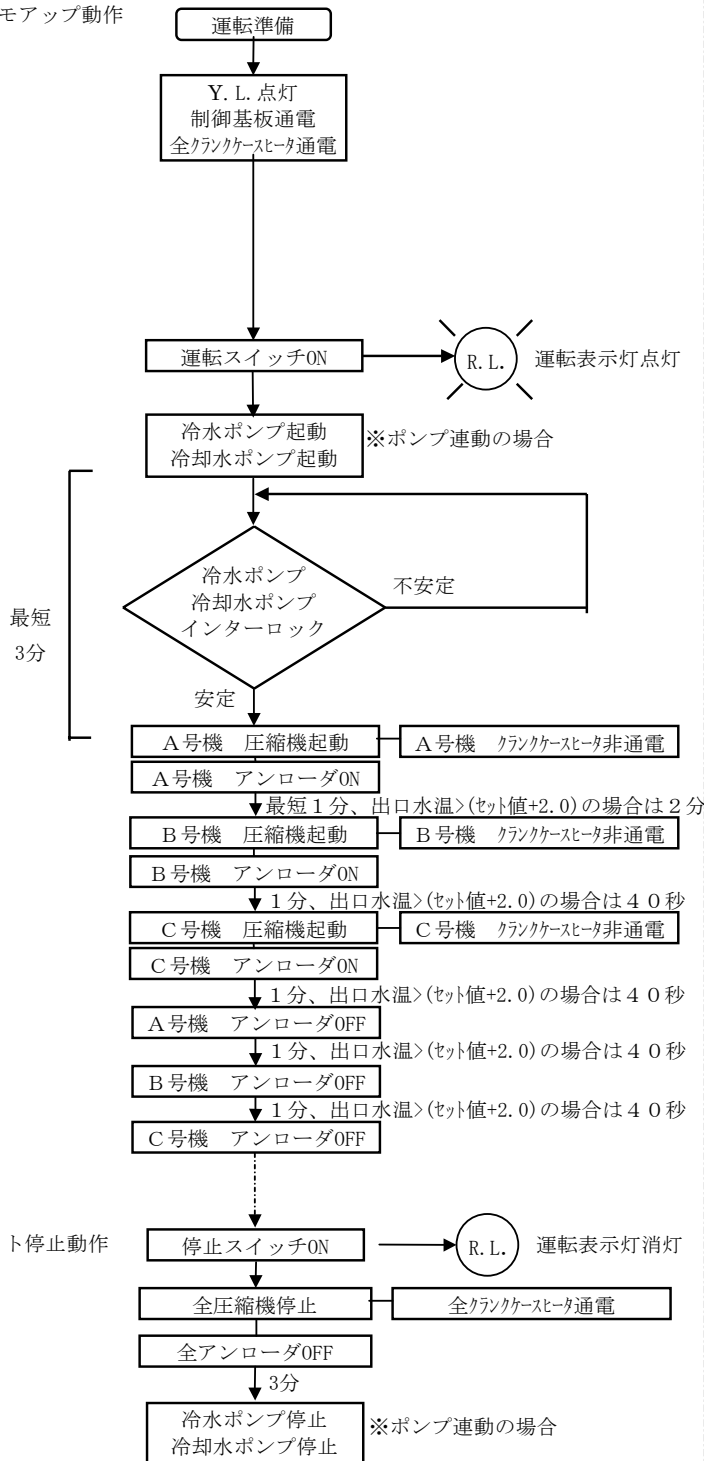 モアップ動作
運転準備
Y.L.点灯
制御基板通電
全クランクケースヒータ通電
運転スイッチON
R.L.
運転表示灯点灯
冷水ポンプ起動
冷却水ポンプ起動
※ポンプ連動の場合
冷水ポンプ
冷却水ポンプ
インターロック
不安定
最短
3分
安定
A号機 圧縮機起動
A号機 クランクケースヒータ非通電
A号機 アンローダON
最短1分、出口水温>(セット値+2.0)の場合は2分
B号機 圧縮機起動
B号機 クランクケースヒータ非通電
B号機 アンローダON
1分、出口水温>(セット値+2.0)の場合は40秒
C号機 圧縮機起動
C号機 クランクケースヒータ非通電
C号機 アンローダON
1分、出口水温>(セット値+2.0)の場合は40秒
A号機 アンローダOFF
1分、出口水温>(セット値+2.0)の場合は40秒
B号機 アンローダOFF
1分、出口水温>(セット値+2.0)の場合は40秒
C号機 アンローダOFF
ト停止動作
停止スイッチON
R.L.
運転表示灯消灯
全圧縮機停止
全クランクケースヒータ通電
全アンローダOFF
3分
冷水ポンプ停止
冷却水ポンプ停止
※ポンプ連動の場合